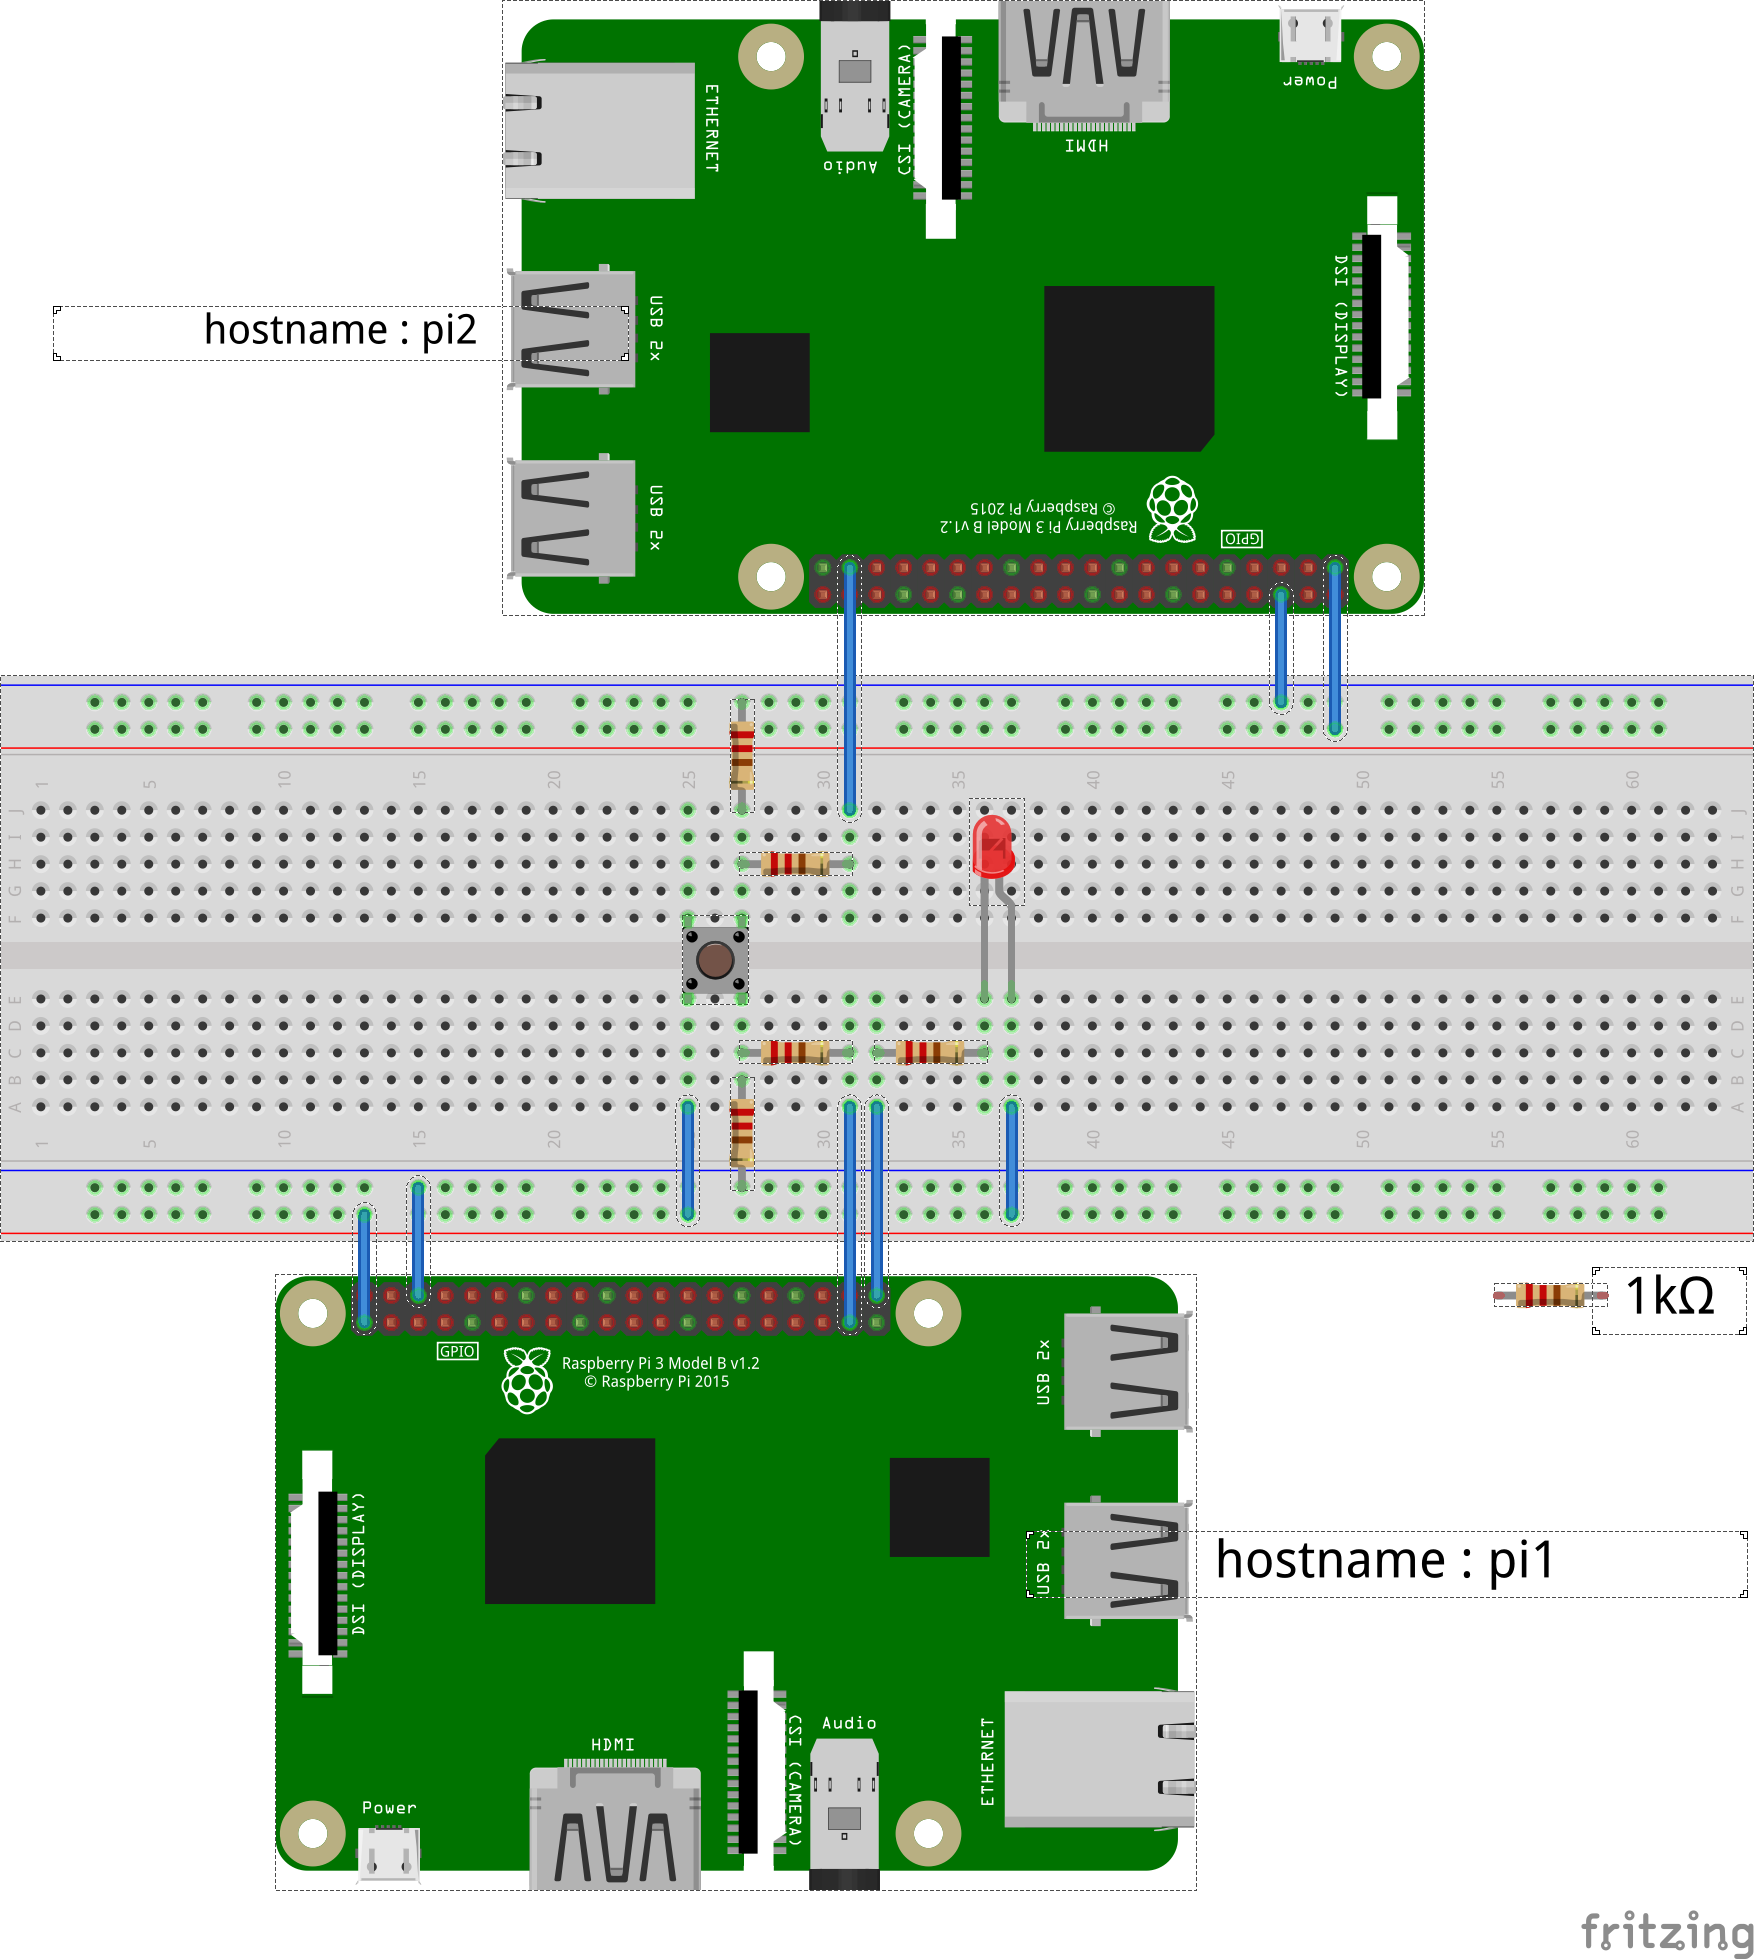 ETHERNET
Audio
CSI (CAMERA)
HDMI
Power
USB 2x
DSI (DISPLAY)
hostname : pi2
USB 2x
© Raspberry Pi 2015
Raspberry Pi 3 Model B v1.2
GPIO
1 5 10 15 20 25 30 35 40 45 50 55 60
J J
I I
H H
G G
F F
E E
D D
C C
B B
A A
1 5 10 15 20 25 30 35 40 45 50 55 60
1kΩ
GPIO
Raspberry Pi 3 Model B v1.2
© Raspberry Pi 2015
USB 2x
DSI (DISPLAY)
USB 2x
hostname : pi1
CSI (CAMERA)
Audio
ETHERNET
HDMI
Power
fritzing